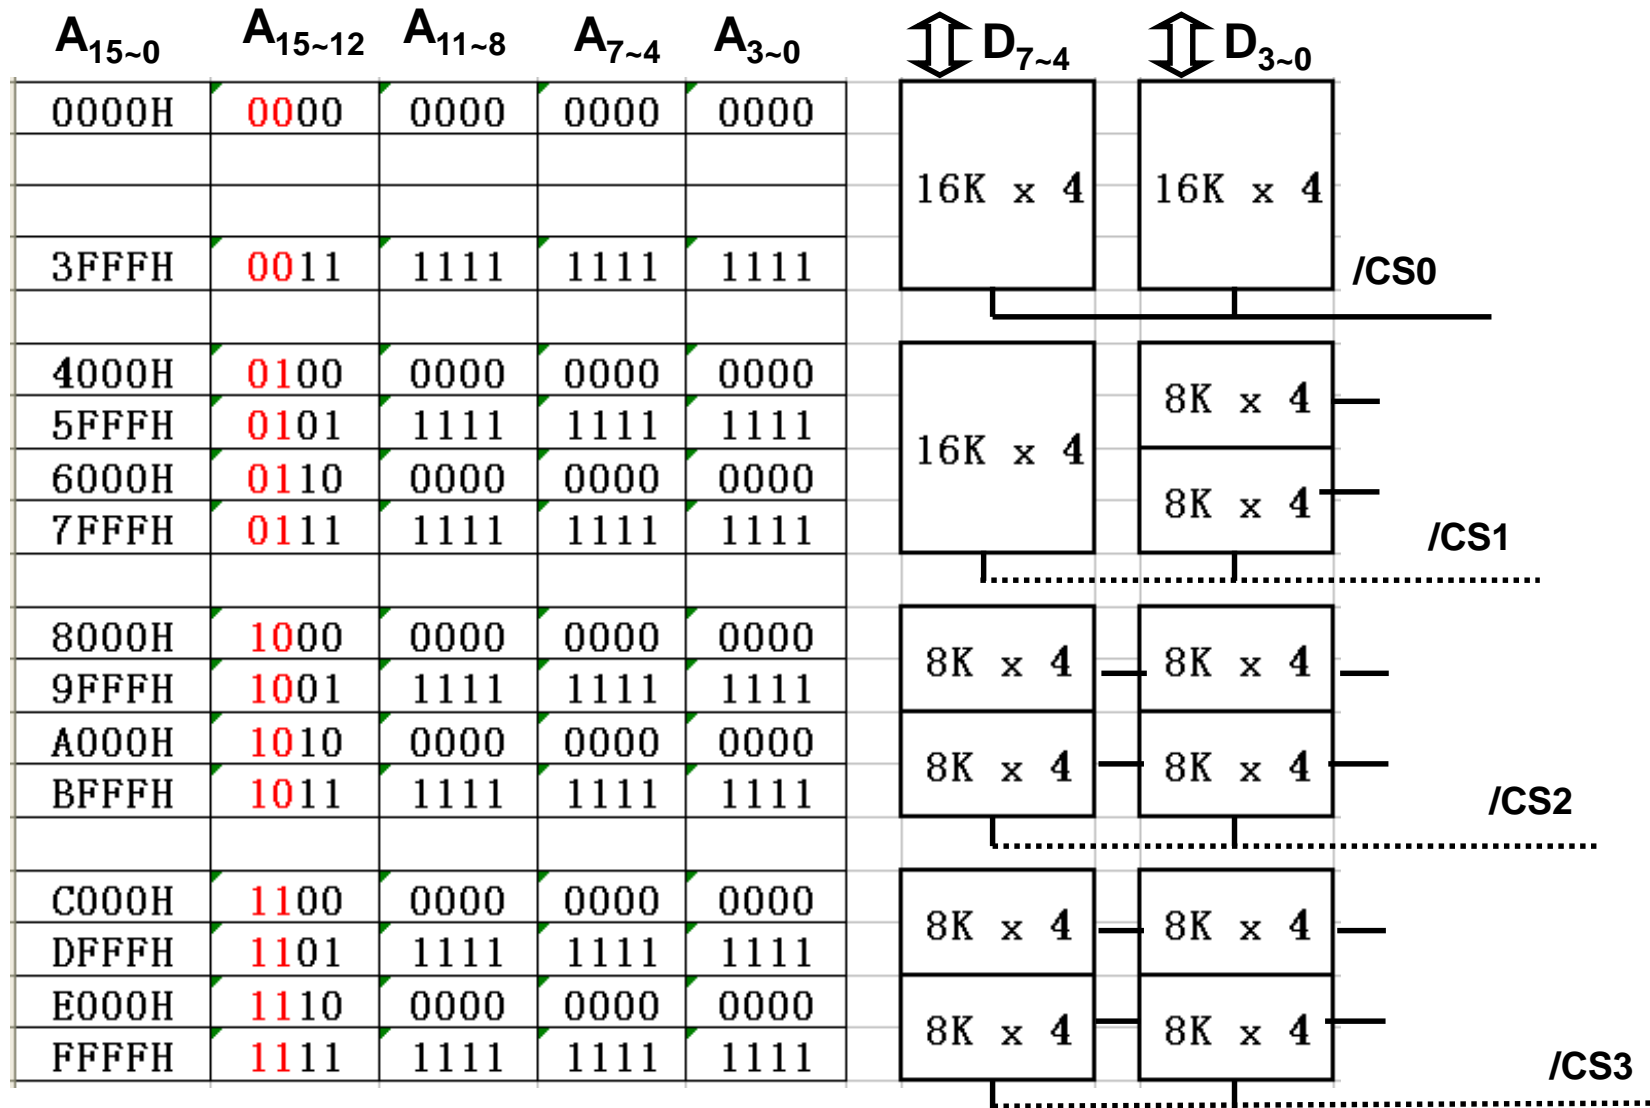 A15~0 A15~12 A11~8 A7~4 A3~0 D7~4 D3~0
0000H 0000 0000 0000 0000
16K x 4 16K x 4
3FFFH 0011 1111 1111 1111
/CS0
4000H 0100 0000 0000 0000
8K x 4
5FFFH 0101 1111 1111 1111
16K x 4
6000H 0110 0000 0000 0000
8K x 4
7FFFH 0111 1111 1111 1111
/CS1
8000H 1000 0000 0000 0000
8K x 4 8K x 4
9FFFH 1001 1111 1111 1111
A000H 1010 0000 0000 0000
8K x 4 8K x 4
BFFFH 1011 1111 1111 1111
/CS2
C000H 1100 0000 0000 0000
8K x 4 8K x 4
DFFFH 1101 1111 1111 1111
E000H 1110 0000 0000 0000
8K x 4 8K x 4
FFFFH 1111 1111 1111 1111
/CS3